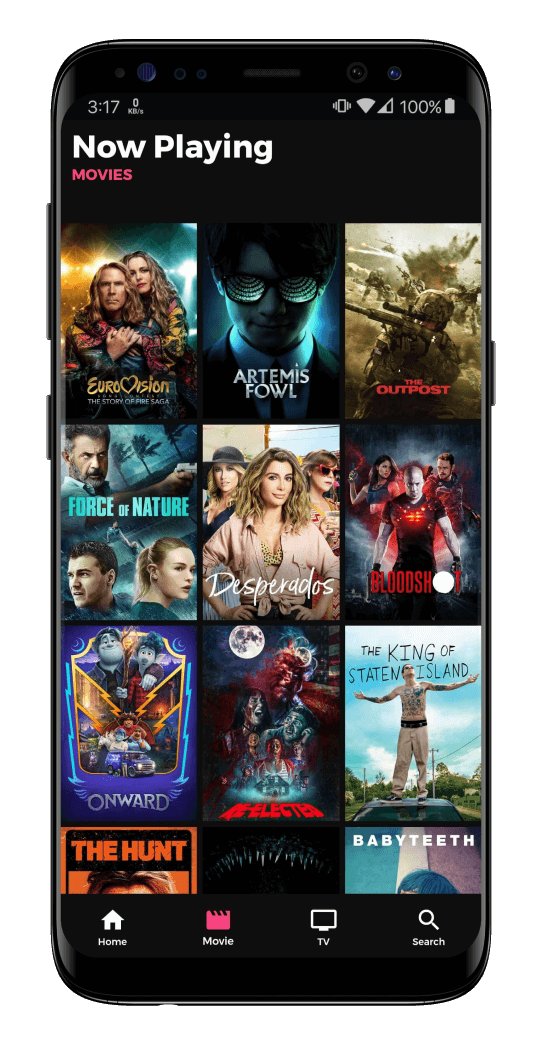 3:17 0 KB/s 100%
Now Playing
MOVIES
EUROVISION
SONG CONTEST
THE STORY OF FIRE SAGA
ARTEMIS
FOWL
THE
OUTPOST
FORCE OF NATURE
Desperados
BLOODSHOT
ONWARD
RE-ELECTED
THE KING OF
STATEN ISLAND
THE HUNT
BABYTEETH
Home
Movie
TV
Search